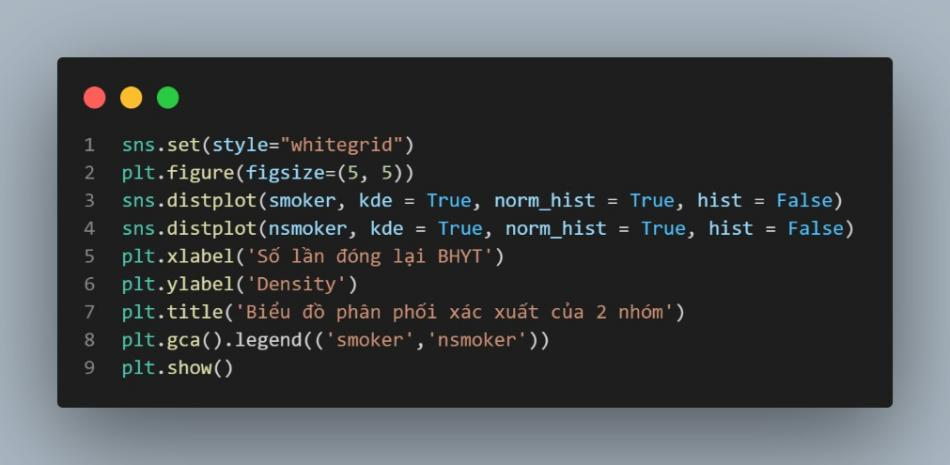 1 sns.set(style="whitegrid")
2 plt.figure(figsize=(5, 5))
3 sns.distplot(smoker, kde = True, norm_hist = True, hist = False)
4 sns.distplot(nsmoker, kde = True, norm_hist = True, hist = False)
5 plt.xlabel('Số lần đóng lại BHYT')
6 plt.ylabel('Density')
7 plt.title('Biểu đồ phân phối xác xuất của 2 nhóm')
8 plt.gca().legend(('smoker','nsmoker'))
9 plt.show()